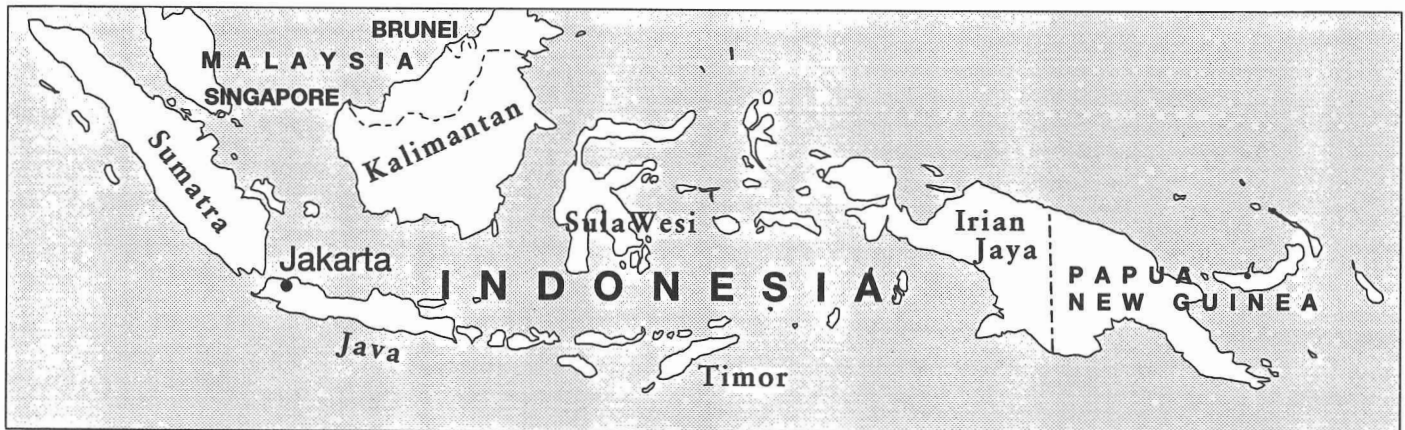 BRUNEI
MALAYSIA
SINGAPORE
Kalimantan
Sumatra
SulaWesi
Irian
Jaya
Jakarta
INDONESIA
PAPUA
NEW GUINEA
Java
Timor